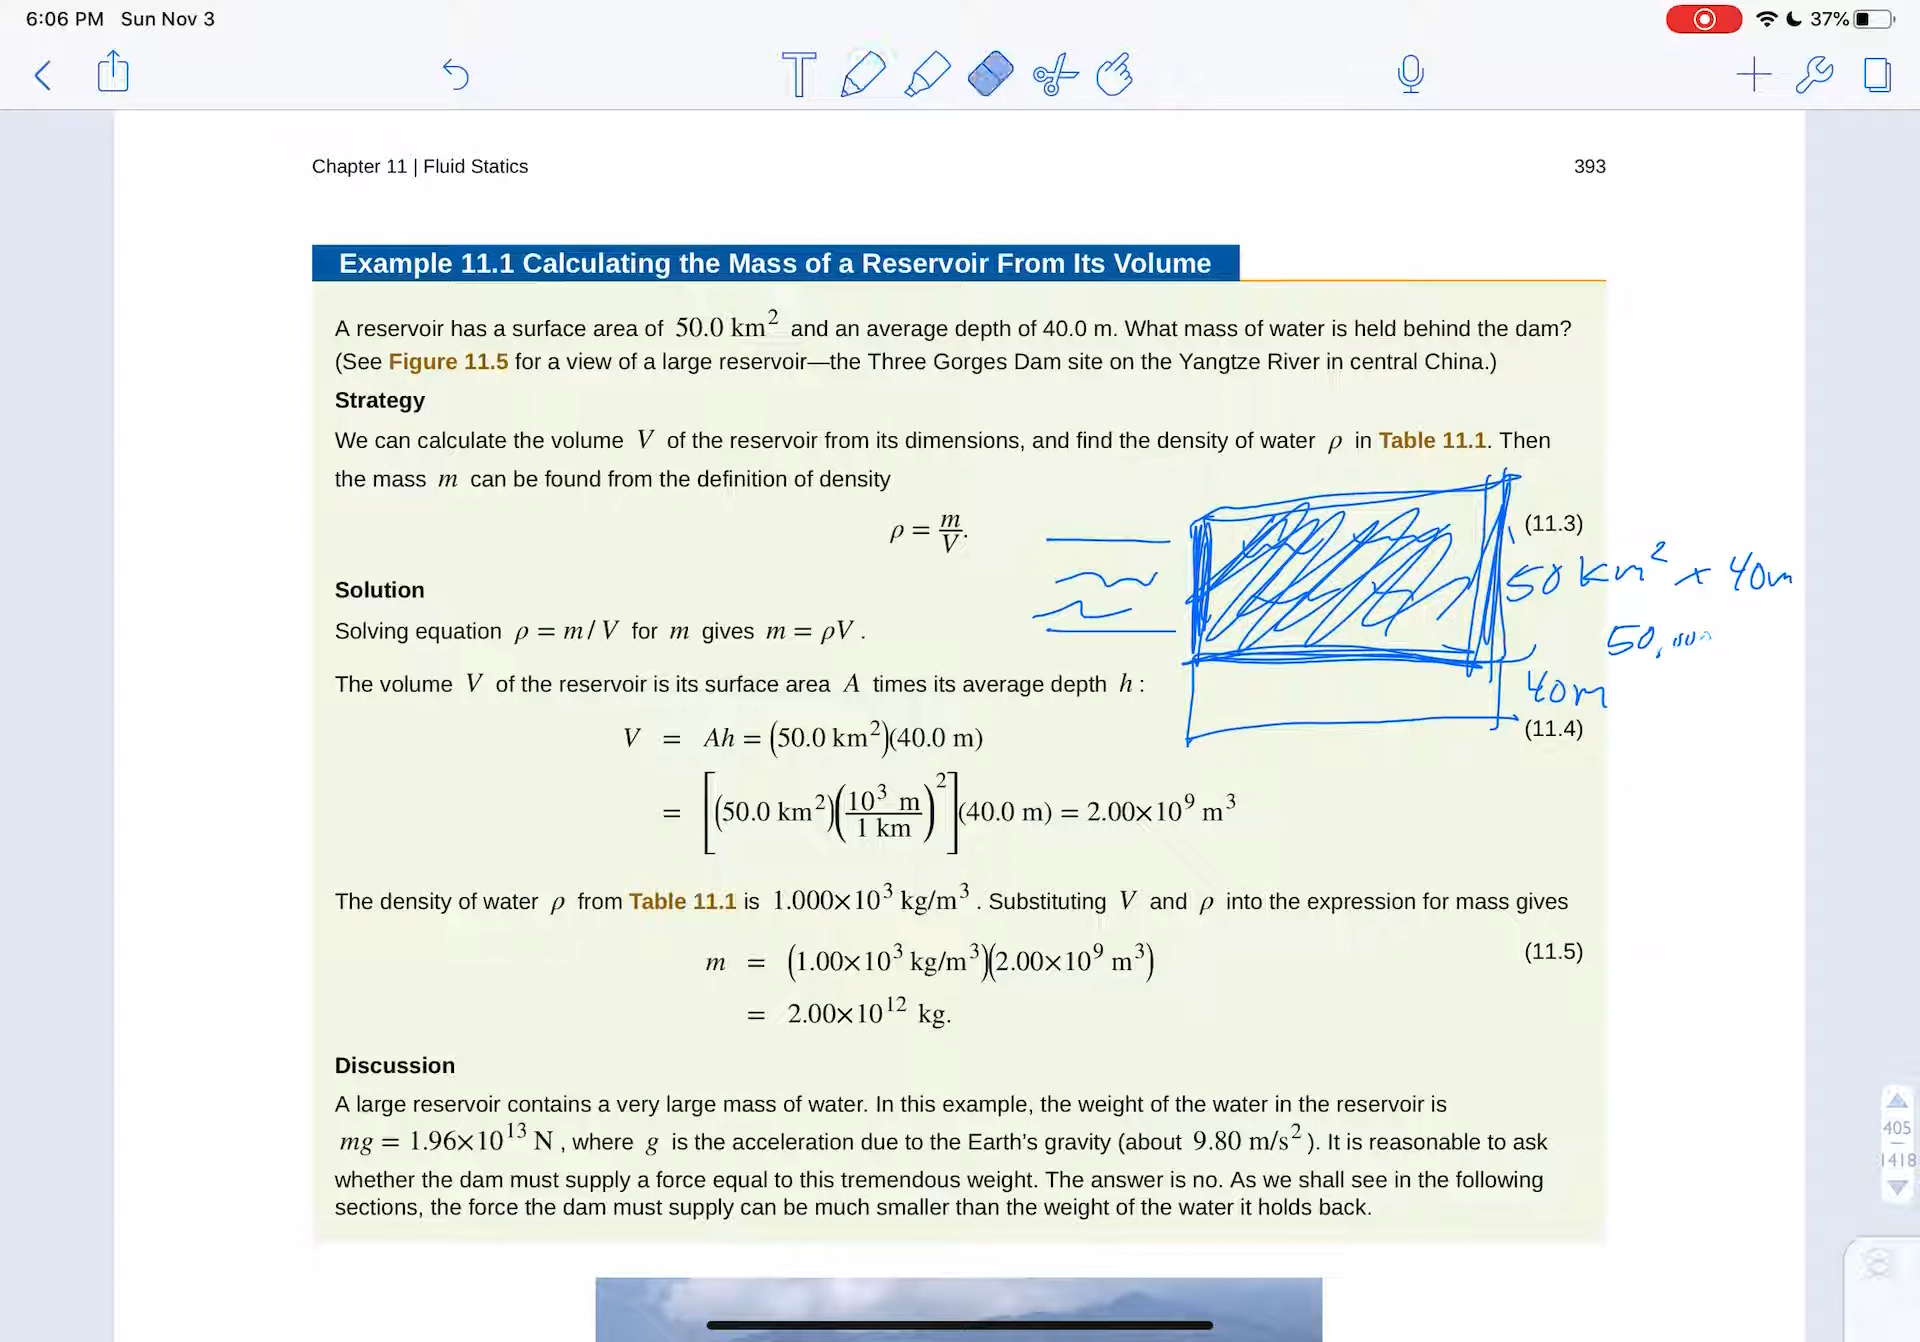 6:06 PM Sun Nov 3
37%
Chapter 11 | Fluid Statics 393
Example 11.1 Calculating the Mass of a Reservoir From Its Volume
A reservoir has a surface area of 50.0 km² and an average depth of 40.0 m. What mass of water is held behind the dam?
(See Figure 11.5 for a view of a large reservoir—the Three Gorges Dam site on the Yangtze River in central China.)
Strategy
We can calculate the volume V of the reservoir from its dimensions, and find the density of water ρ in Table 11.1. Then
the mass m can be found from the definition of density
ρ = m/V. (11.3)
50 km² × 40m
50,
40m
Solution
Solving equation ρ = m/V for m gives m = ρV.
The volume V of the reservoir is its surface area A times its average depth h:
V = Ah = (50.0 km²)(40.0 m) (11.4)
= [(50.0 km²)(10³ m / 1 km)²](40.0 m) = 2.00×10⁹ m³
The density of water ρ from Table 11.1 is 1.000×10³ kg/m³. Substituting V and ρ into the expression for mass gives
m = (1.00×10³ kg/m³)(2.00×10⁹ m³) (11.5)
= 2.00×10¹² kg.
Discussion
A large reservoir contains a very large mass of water. In this example, the weight of the water in the reservoir is
mg = 1.96×10¹³ N, where g is the acceleration due to the Earth's gravity (about 9.80 m/s²). It is reasonable to ask
whether the dam must supply a force equal to this tremendous weight. The answer is no. As we shall see in the following
sections, the force the dam must supply can be much smaller than the weight of the water it holds back.
405
1418